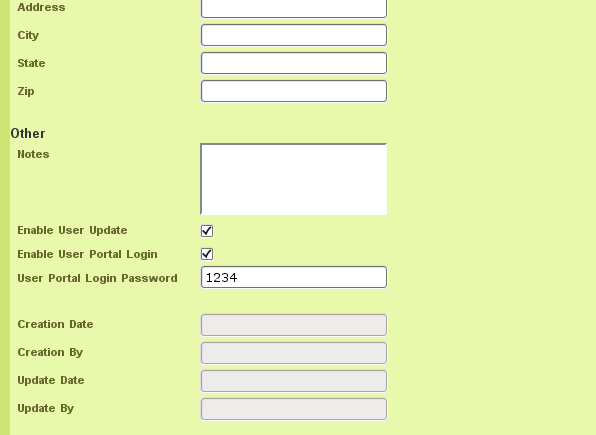 Address
City
State
Zip
Other
Notes
Enable User Update
Enable User Portal Login
User Portal Login Password 1234
Creation Date
Creation By
Update Date
Update By